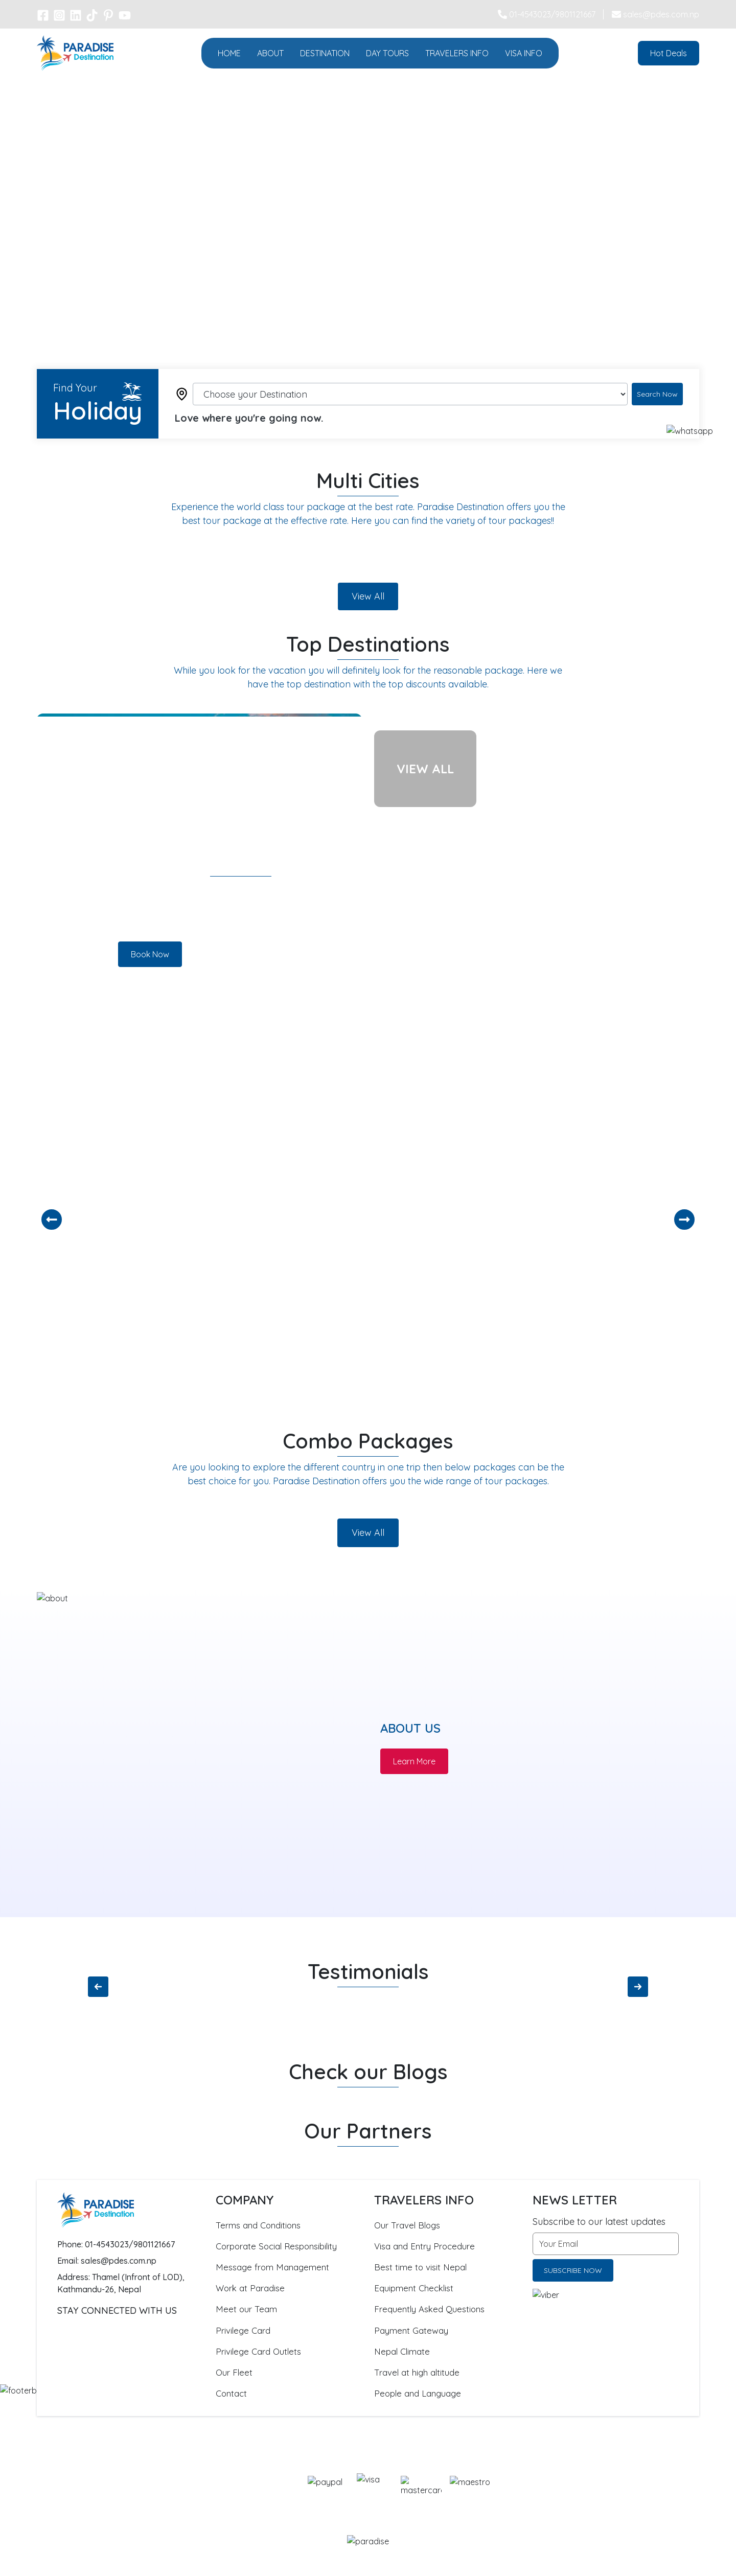 01-4543023/9801121667
sales@pdes.com.np
PARADISE
Destination
HOME ABOUT DESTINATION DAY TOURS TRAVELERS INFO VISA INFO
Hot Deals
Find Your
Holiday
Choose your Destination
Search Now
Love where you're going now.
whatsapp
Multi Cities
Experience the world class tour package at the best rate. Paradise Destination offers you the
best tour package at the effective rate. Here you can find the variety of tour packages!!
View All
Top Destinations
While you look for the vacation you will definitely look for the reasonable package. Here we
have the top destination with the top discounts available.
VIEW ALL
Book Now
Combo Packages
Are you looking to explore the different country in one trip then below packages can be the
best choice for you. Paradise Destination offers you the wide range of tour packages.
View All
about
ABOUT US
Learn More
Testimonials
Check our Blogs
Our Partners
PARADISE
Destination
Phone: 01-4543023/9801121667
Email: sales@pdes.com.np
Address: Thamel (Infront of LOD),
Kathmandu-26, Nepal
STAY CONNECTED WITH US
COMPANY
Terms and Conditions
Corporate Social Responsibility
Message from Management
Work at Paradise
Meet our Team
Privilege Card
Privilege Card Outlets
Our Fleet
Contact
TRAVELERS INFO
Our Travel Blogs
Visa and Entry Procedure
Best time to visit Nepal
Equipment Checklist
Frequently Asked Questions
Payment Gateway
Nepal Climate
Travel at high altitude
People and Language
NEWS LETTER
Subscribe to our latest updates
Your Email
SUBSCRIBE NOW
viber
footerb
paypal
visa
mastercard
maestro
paradise